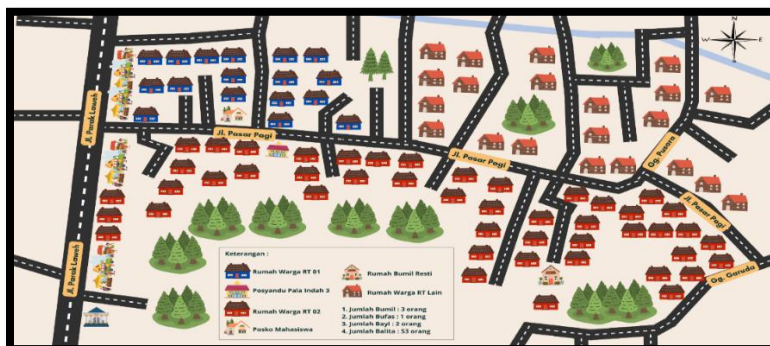 N
W
E
S
Jl. Parak Laweh
Jl. Pasar Pagi
Jl. Pasar Pagi
Gg. Pusara
Jl. Pasar Pagi
Gg. Garuda
Jl. Parak Laweh
Keterangan :
Rumah Warga RT 01
Posyandu Pala Indah 3
Rumah Warga RT 02
Posko Mahasiswa
Rumah Bumil Resti
Rumah Warga RT Lain
1. Jumlah Bumil : 3 orang
2. Jumlah Bufas : 1 orang
3. Jumlah Bayi : 2 orang
4. Jumlah Balita : 53 orang